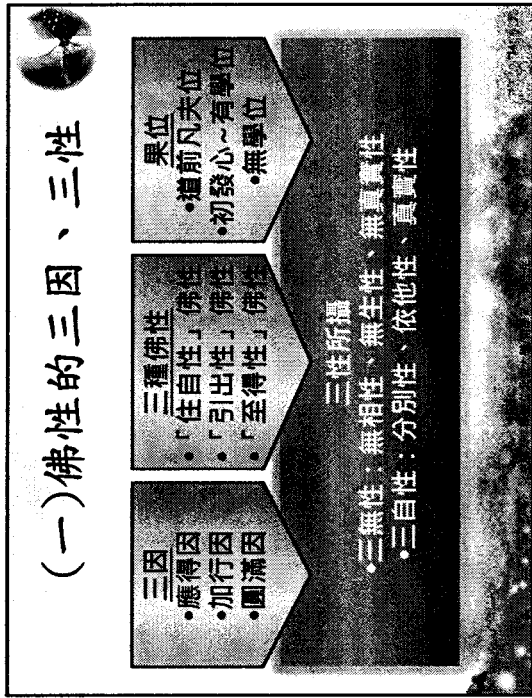 (一)佛性的三因、三性
三因
•應得因
•加行因
•圓滿因
三種佛性
•「住自性」佛性
•「引出性」佛性
•「至得性」佛性
果位
•道前凡夫位
•初發心~有學位
•無學位
三性所攝
•三無性:無相性、無生性、無真實性
•三自性:分別性、依他性、真實性